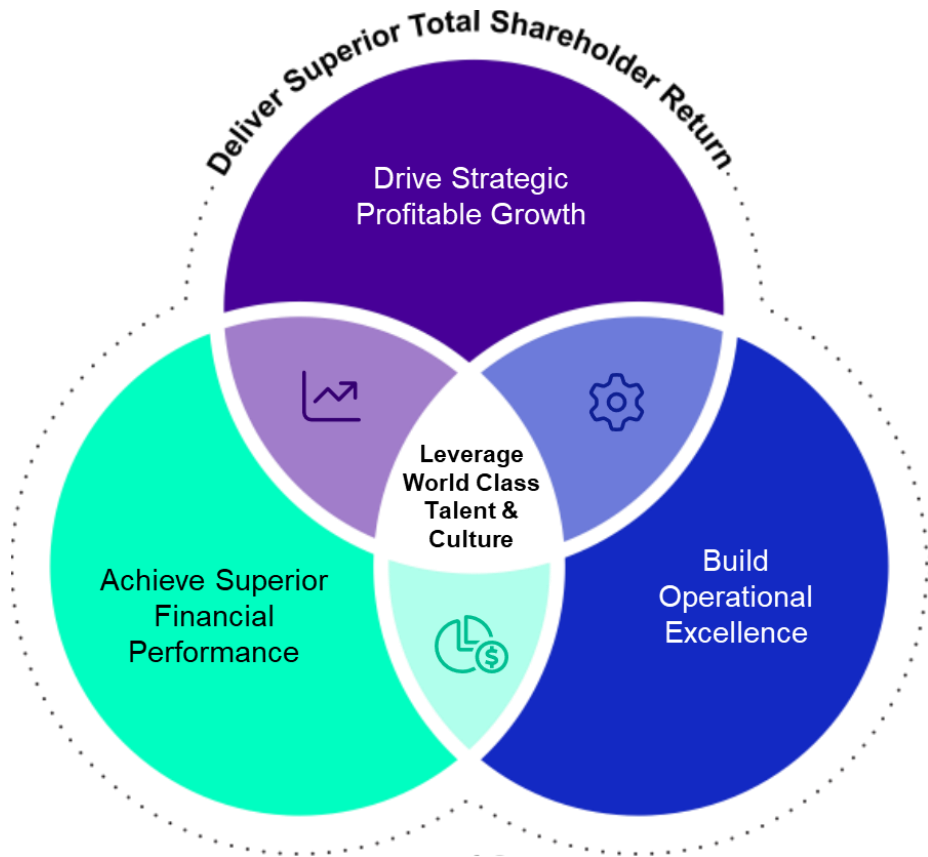 Deliver Superior Total Shareholder Return
Drive Strategic
Profitable Growth
Leverage
World Class
Talent &
Culture
Achieve Superior
Financial
Performance
Build
Operational
Excellence
$